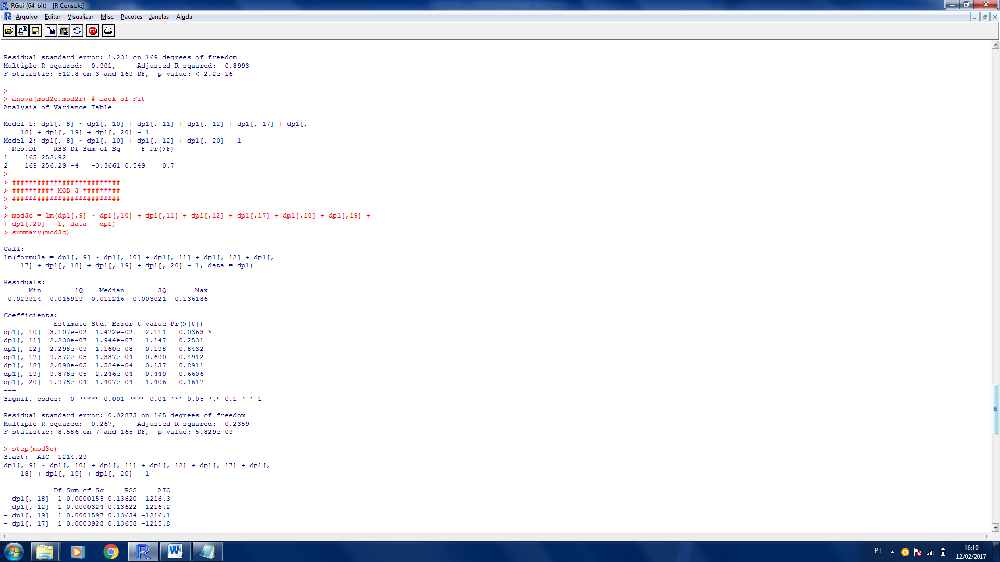 RGui (64-bit) - [R Console]
Arquivo Editar Visualizar Misc Pacotes Janelas Ajuda
STOP
Residual standard error: 1.231 on 169 degrees of freedom
Multiple R-squared:  0.901,     Adjusted R-squared:  0.8993
F-statistic: 512.8 on 3 and 169 DF,  p-value: < 2.2e-16
>
> anova(mod2c,mod2r) # Lack of Fit
Analysis of Variance Table
Model 1: dp1[, 8] ~ dp1[, 10] + dp1[, 11] + dp1[, 12] + dp1[, 17] + dp1[,
    18] + dp1[, 19] + dp1[, 20] - 1
Model 2: dp1[, 8] ~ dp1[, 10] + dp1[, 12] + dp1[, 20] - 1
  Res.Df    RSS Df Sum of Sq     F Pr(>F)
1    165 252.92
2    169 256.29 -4   -3.3661 0.549    0.7
>
> ##########################
> ########## MOD 3 #########
> ##########################
>
> mod3c = lm(dp1[,9] ~ dp1[,10] + dp1[,11] + dp1[,12] + dp1[,17] + dp1[,18] + dp1[,19] +
+ dp1[,20] - 1, data = dp1)
> summary(mod3c)
Call:
lm(formula = dp1[, 9] ~ dp1[, 10] + dp1[, 11] + dp1[, 12] + dp1[,
    17] + dp1[, 18] + dp1[, 19] + dp1[, 20] - 1, data = dp1)
Residuals:
      Min        1Q    Median        3Q       Max
-0.029914 -0.015919 -0.011216  0.003021  0.136186
Coefficients:
            Estimate Std. Error t value Pr(>|t|)
dp1[, 10]  3.107e-02  1.472e-02   2.111   0.0363 *
dp1[, 11]  2.230e-07  1.944e-07   1.147   0.2531
dp1[, 12] -2.298e-09  1.160e-08  -0.198   0.8432
dp1[, 17]  9.572e-05  1.387e-04   0.690   0.4912
dp1[, 18]  2.090e-05  1.524e-04   0.137   0.8911
dp1[, 19] -9.878e-05  2.246e-04  -0.440   0.6606
dp1[, 20] -1.978e-04  1.407e-04  -1.406   0.1617
---
Signif. codes:  0 ‘***’ 0.001 ‘**’ 0.01 ‘*’ 0.05 ‘.’ 0.1 ‘ ’ 1
Residual standard error: 0.02873 on 165 degrees of freedom
Multiple R-squared:  0.267,     Adjusted R-squared:  0.2359
F-statistic: 8.586 on 7 and 165 DF,  p-value: 5.829e-09
> step(mod3c)
Start:  AIC=-1214.29
dp1[, 9] ~ dp1[, 10] + dp1[, 11] + dp1[, 12] + dp1[, 17] + dp1[,
    18] + dp1[, 19] + dp1[, 20] - 1
            Df Sum of Sq     RSS     AIC
- dp1[, 18]  1 0.0000155 0.13620 -1216.3
- dp1[, 12]  1 0.0000324 0.13622 -1216.2
- dp1[, 19]  1 0.0001597 0.13634 -1216.1
- dp1[, 17]  1 0.0003928 0.13658 -1215.8
PT
16:10
12/02/2017